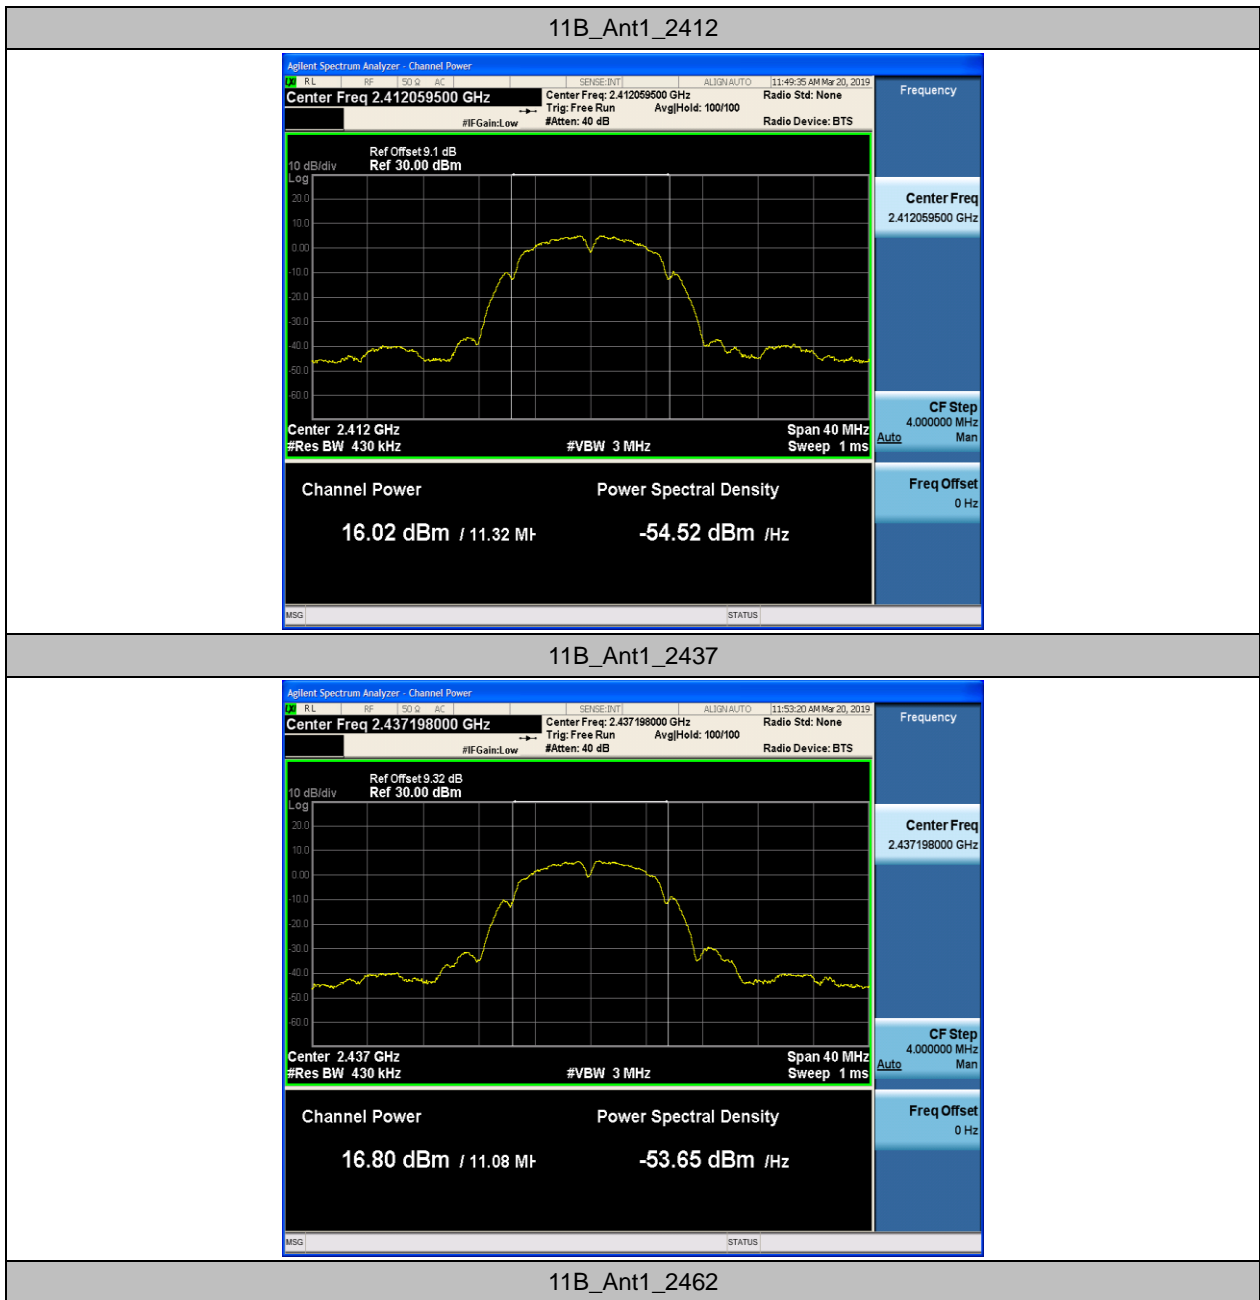 11B_Ant1_2412
Agilent Spectrum Analyzer - Channel Power
RL RF 50 Ω AC SENSE:INT ALIGNAUTO 11:49:35 AM Mar 20, 2019
Center Freq 2.412059500 GHz
Center Freq: 2.412059500 GHz
Radio Std: None
Trig: Free Run Avg|Hold: 100/100
#IFGain:Low
#Atten: 40 dB
Radio Device: BTS
Frequency
Ref Offset 9.1 dB
10 dB/div Ref 30.00 dBm
Log
20.0
10.0
0.00
-10.0
-20.0
-30.0
-40.0
-50.0
-60.0
Center Freq
2.412059500 GHz
CF Step
4.000000 MHz
Auto Man
Freq Offset
0 Hz
Center 2.412 GHz Span 40 MHz
#Res BW 430 kHz #VBW 3 MHz Sweep 1 ms
Channel Power Power Spectral Density
16.02 dBm / 11.32 MH -54.52 dBm /Hz
MSG STATUS
11B_Ant1_2437
Agilent Spectrum Analyzer - Channel Power
RL RF 50 Ω AC SENSE:INT ALIGNAUTO 11:53:20 AM Mar 20, 2019
Center Freq 2.437198000 GHz
Center Freq: 2.437198000 GHz
Radio Std: None
Trig: Free Run Avg|Hold: 100/100
#IFGain:Low
#Atten: 40 dB
Radio Device: BTS
Frequency
Ref Offset 9.32 dB
10 dB/div Ref 30.00 dBm
Log
20.0
10.0
0.00
-10.0
-20.0
-30.0
-40.0
-50.0
-60.0
Center Freq
2.437198000 GHz
CF Step
4.000000 MHz
Auto Man
Freq Offset
0 Hz
Center 2.437 GHz Span 40 MHz
#Res BW 430 kHz #VBW 3 MHz Sweep 1 ms
Channel Power Power Spectral Density
16.80 dBm / 11.08 MH -53.65 dBm /Hz
MSG STATUS
11B_Ant1_2462